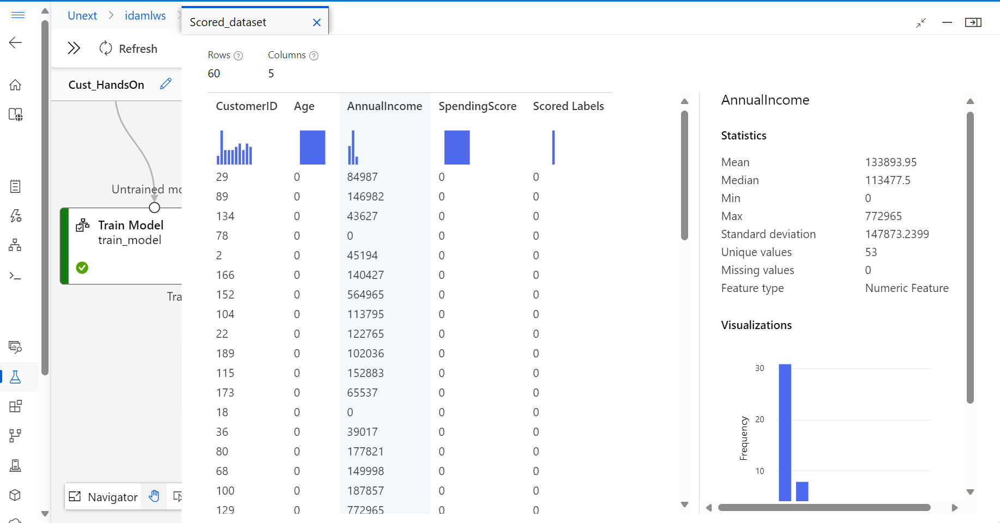 Unext > idamlws >
Scored_dataset
Refresh
Cust_HandsOn
Untrained mo
Train Model
train_model
Tra
Navigator
Rows
Columns
60
5
CustomerID Age AnnualIncome SpendingScore Scored Labels
29 0 84987 0 0
89 0 146982 0 0
134 0 43627 0 0
78 0 0 0 0
2 0 45194 0 0
166 0 140427 0 0
152 0 564965 0 0
104 0 113795 0 0
22 0 122765 0 0
189 0 102036 0 0
115 0 152883 0 0
173 0 65537 0 0
18 0 0 0 0
36 0 39017 0 0
80 0 177821 0 0
68 0 149998 0 0
100 0 187857 0 0
129 0 772965 0 0
AnnualIncome
Statistics
Mean 133893.95
Median 113477.5
Min 0
Max 772965
Standard deviation 147873.2399
Unique values 53
Missing values 0
Feature type Numeric Feature
Visualizations
30
20
10
Frequency